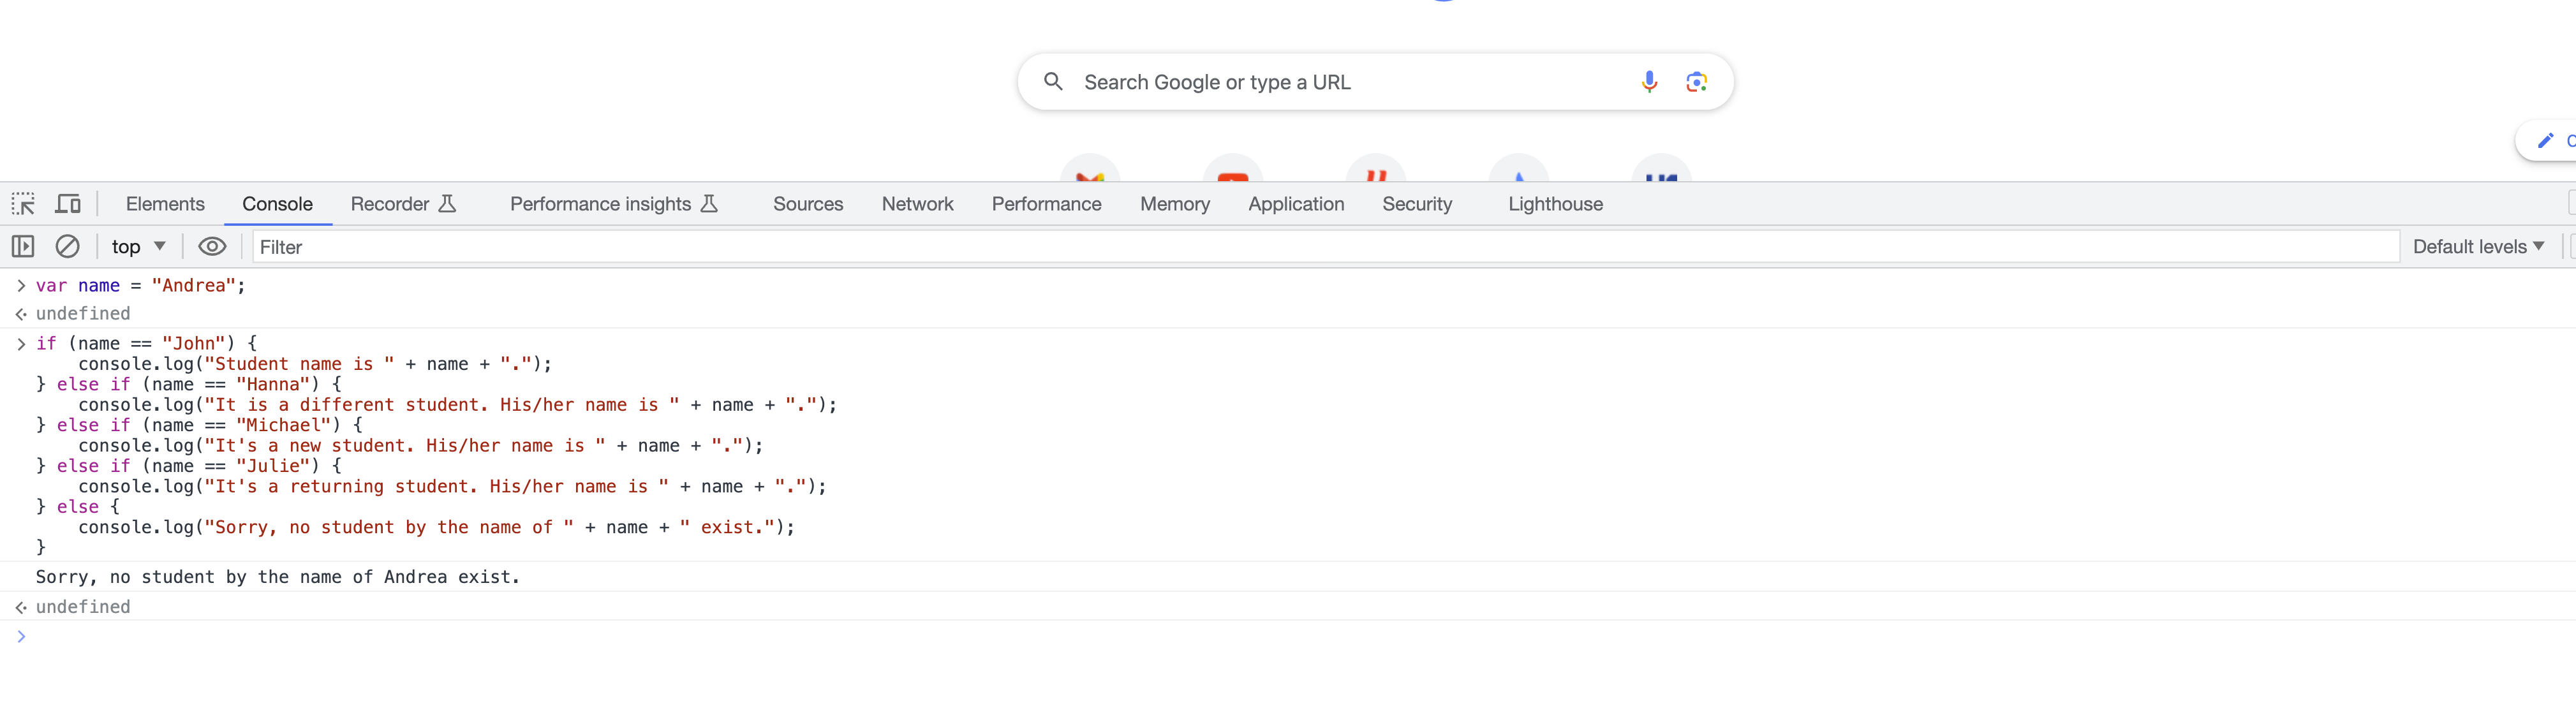 Search Google or type a URL
Elements Console Recorder Performance insights Sources Network Performance Memory Application Security Lighthouse
top Filter Default levels
> var name = "Andrea";
undefined
> if (name == "John") {
    console.log("Student name is " + name + ".");
} else if (name == "Hanna") {
    console.log("It is a different student. His/her name is " + name + ".");
} else if (name == "Michael") {
    console.log("It's a new student. His/her name is " + name + ".");
} else if (name == "Julie") {
    console.log("It's a returning student. His/her name is " + name + ".");
} else {
    console.log("Sorry, no student by the name of " + name + " exist.");
}
Sorry, no student by the name of Andrea exist.
undefined
>